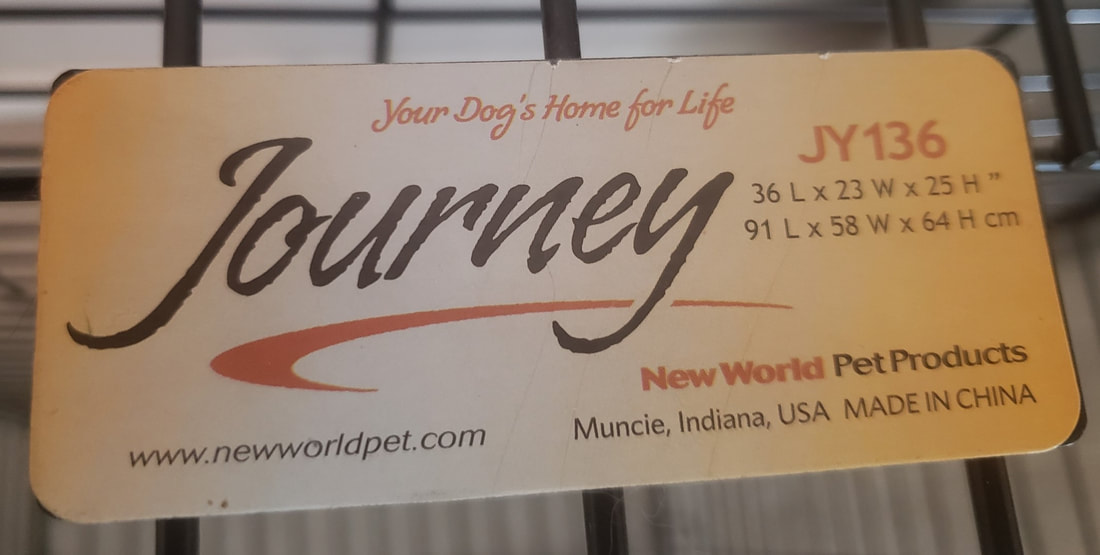 Your Dog's Home for Life
Journey
JY136
36 L x 23 W x 25 H "
91 L x 58 W x 64 H cm
New World Pet Products
Muncie, Indiana, USA MADE IN CHINA
www.newworldpet.com